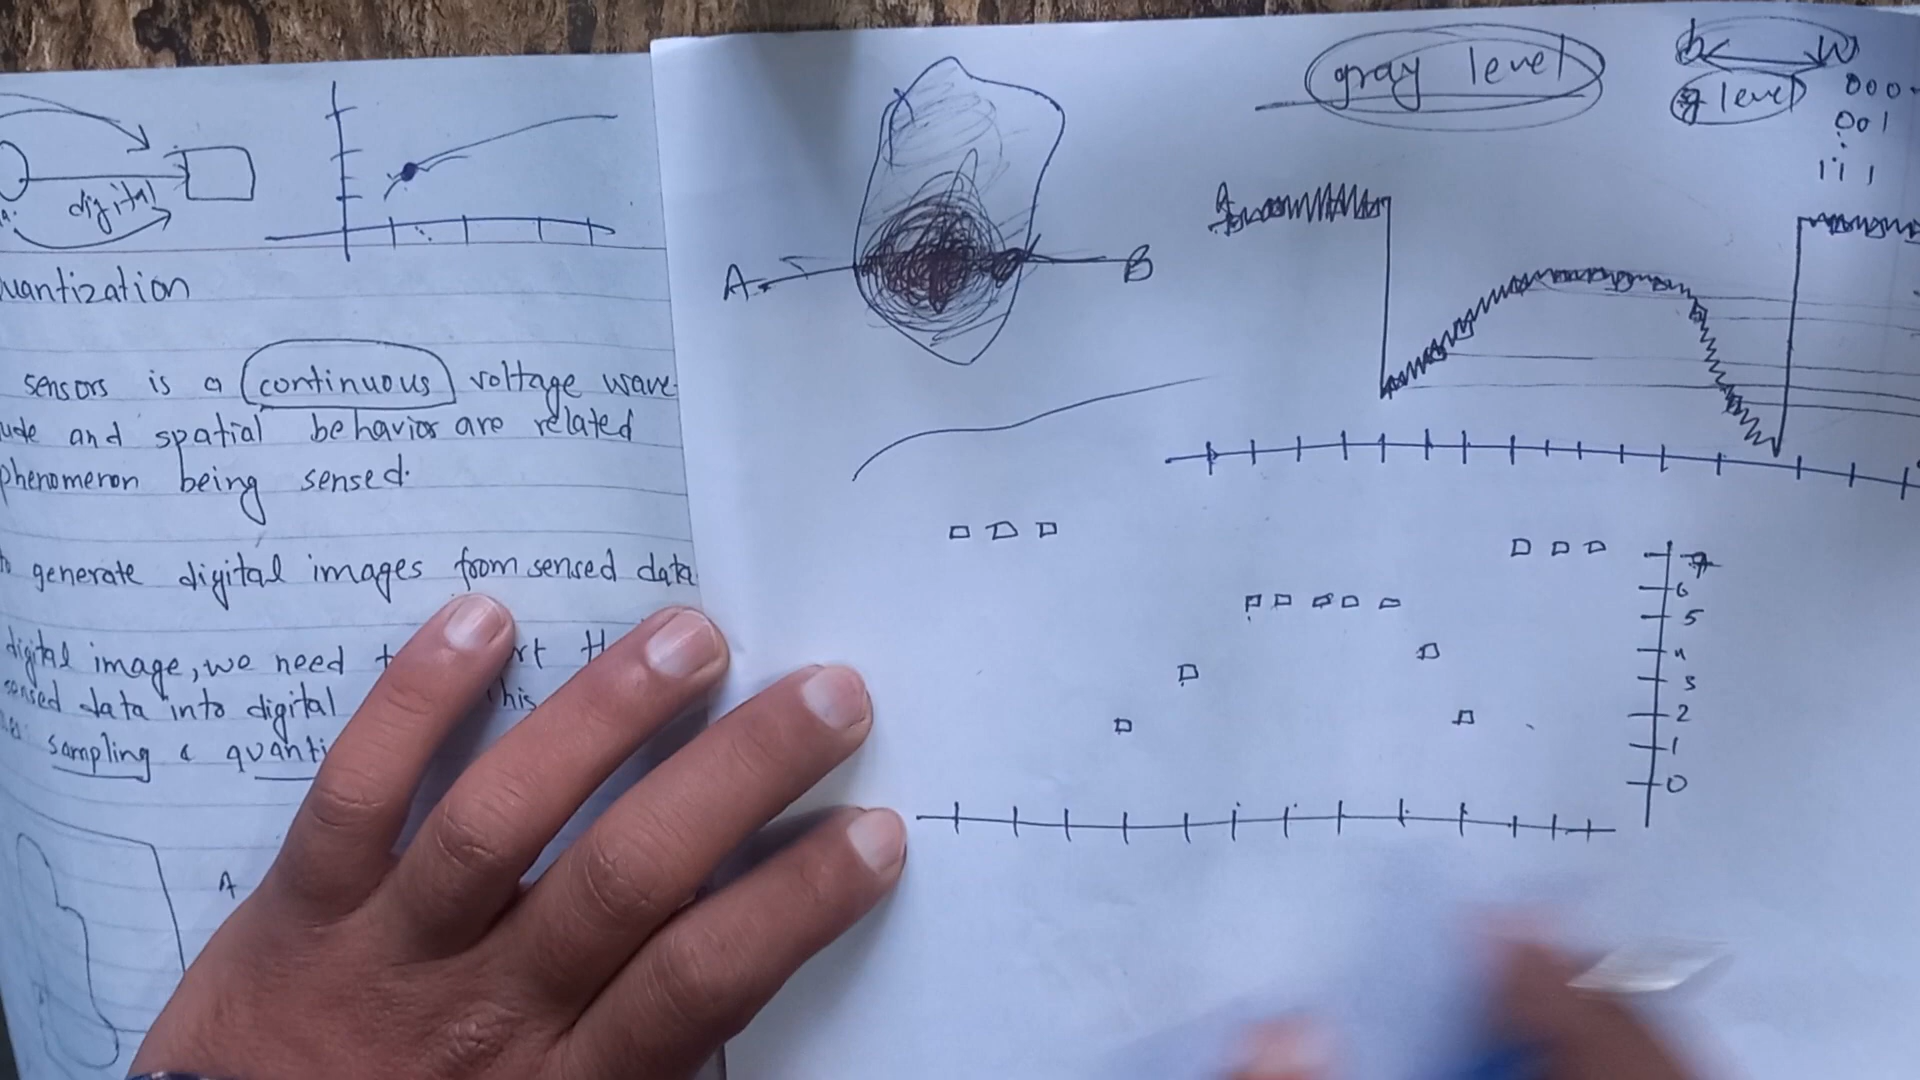 digital
uantization
sensors is a continuous voltage wave-
ude and spatial behavior are related
phenomenon being sensed.
generate digital images from sensed data
digital image, we need
sensed data into digital
sampling & quanti
A
gray level
b W
g level
000
001
111
A
A B
7
6
5
4
3
2
1
0